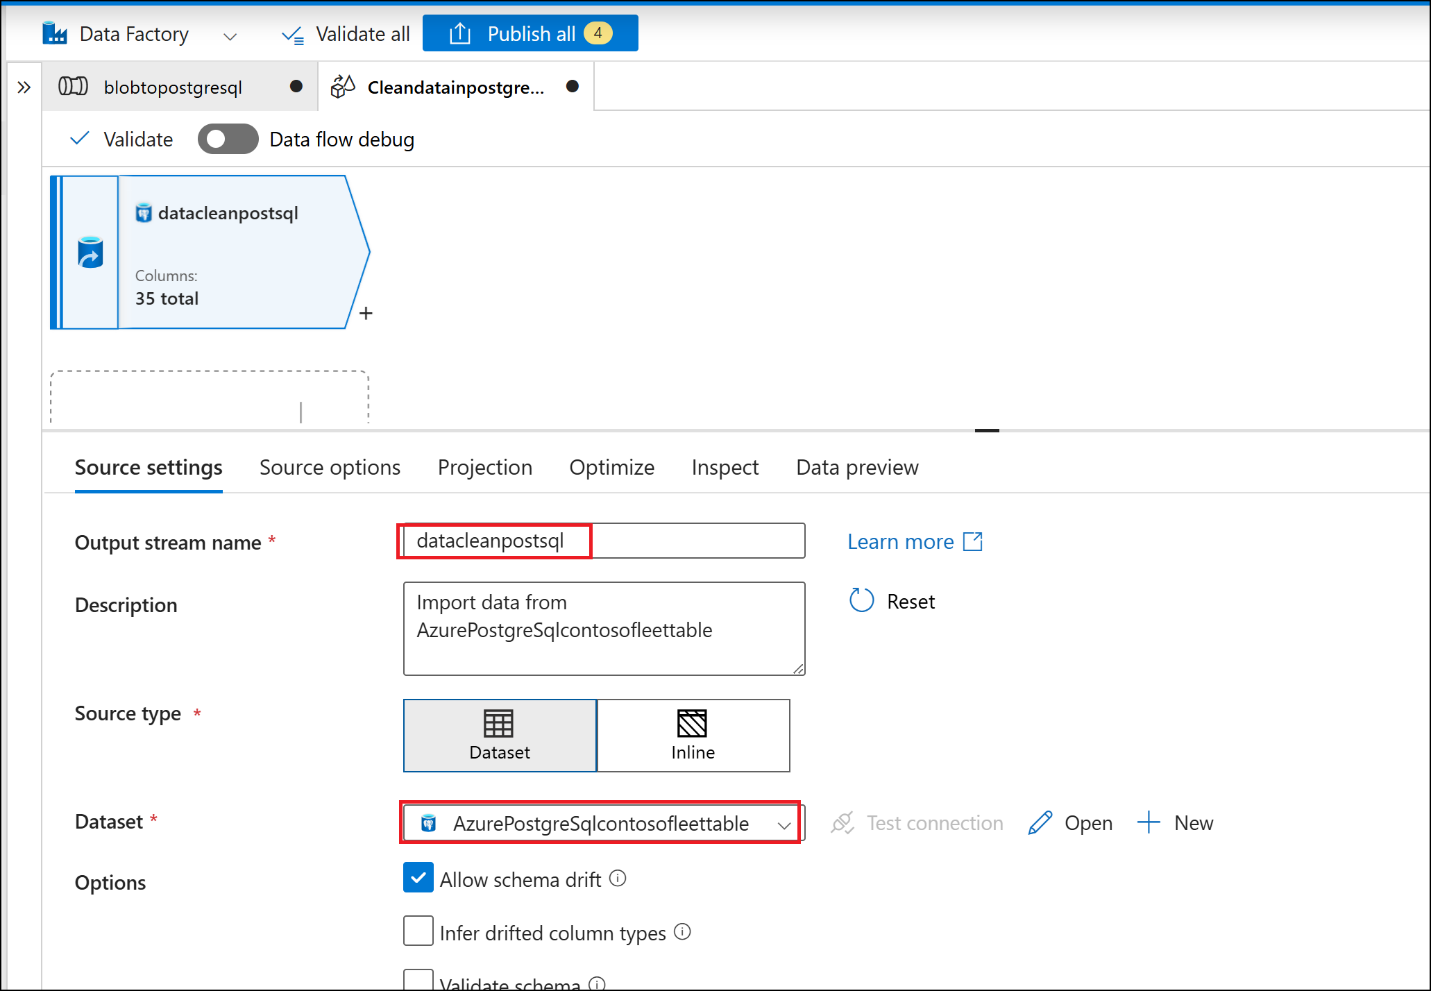 Data Factory
Validate all
Publish all 4
blobtopostgresql
Cleandatainpostgre...
Validate
Data flow debug
datacleanpostsql
Columns:
35 total
+
Source settings
Source options
Projection
Optimize
Inspect
Data preview
Output stream name *
datacleanpostsql
Learn more
Description
Import data from
AzurePostgreSqlcontosofleettable
Reset
Source type *
Dataset
Inline
Dataset *
AzurePostgreSqlcontosofleettable
Test connection
Open
New
Options
Allow schema drift
Infer drifted column types
Validate schema